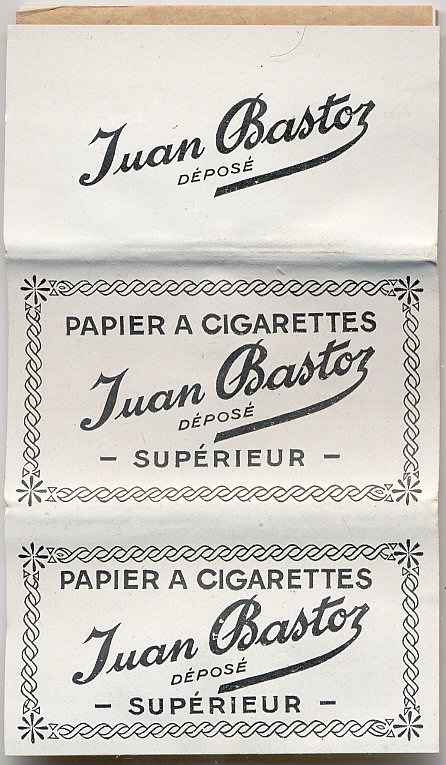 Juan Bastoz
DÉPOSÉ
PAPIER A CIGARETTES
Juan Bastoz
DÉPOSÉ
– SUPÉRIEUR –
PAPIER A CIGARETTES
Juan Bastoz
DÉPOSÉ
– SUPÉRIEUR –